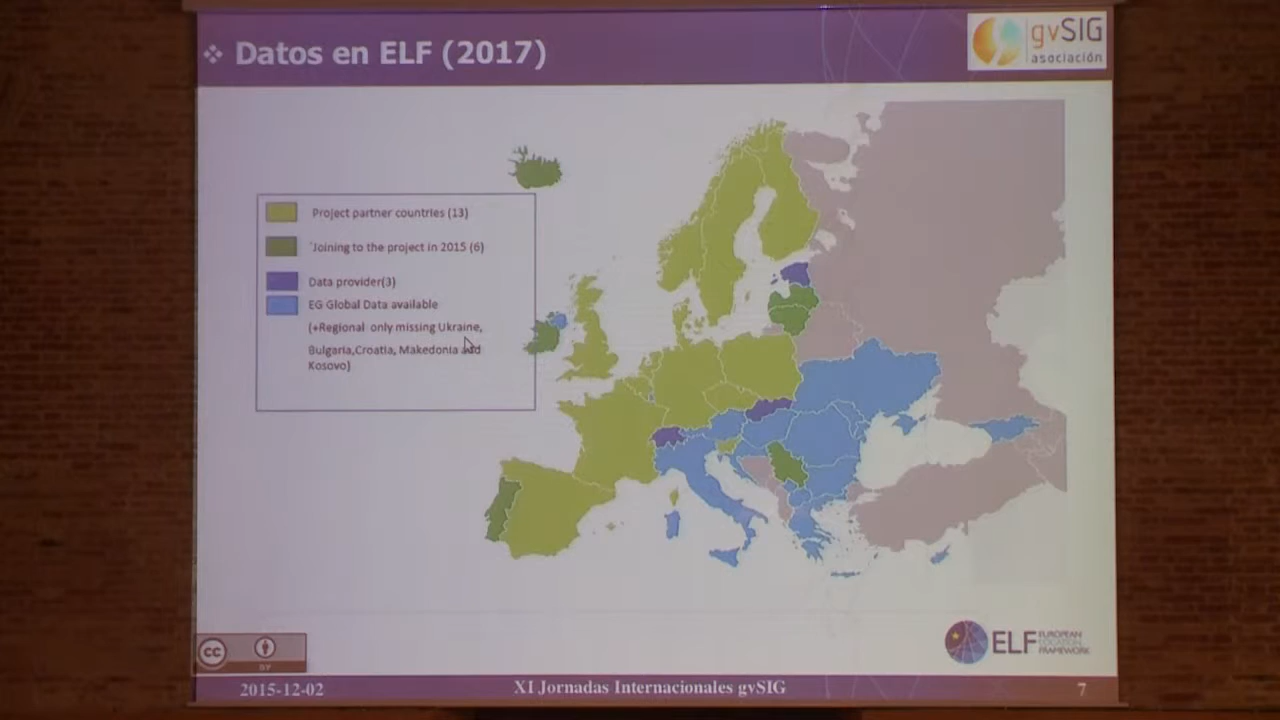 Datos en ELF (2017)
gvSIG
asociación
Project partner countries (13)
'Joining to the project in 2015 (6)
Data provider(3)
EG Global Data available
(+Regional only missing Ukraine,
Bulgaria,Croatia, Makedonia and
Kosovo)
cc
BY
ELF EUROPEAN
LOCATION
FRAMEWORK
2015-12-02
XI Jornadas Internacionales gvSIG
7